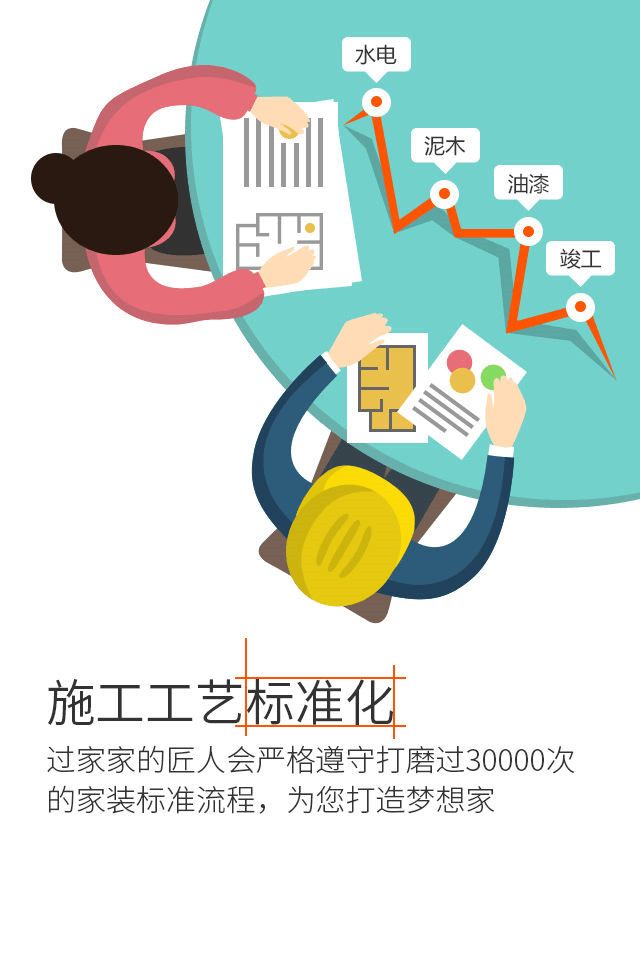 水电
泥木
油漆
竣工
施工工艺标准化
过家家的匠人会严格遵守打磨过30000次
的家装标准流程，为您打造梦想家